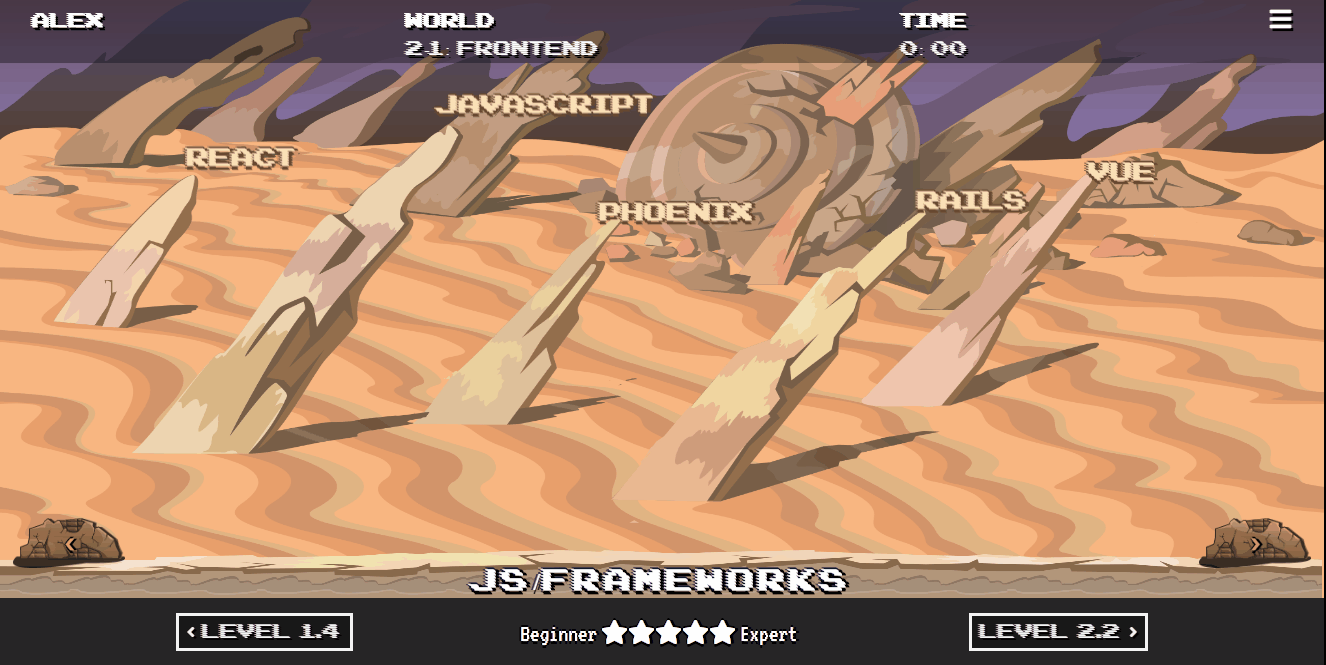 ALEX
WORLD
TIME
2-1: FRONTEND
0:00
JAVASCRIPT
REACT
VUE
RAILS
PHOENIX
JS/FRAMEWORKS
‹ LEVEL 1.4
Beginner ★★★★★ Expert
LEVEL 2.2 ›